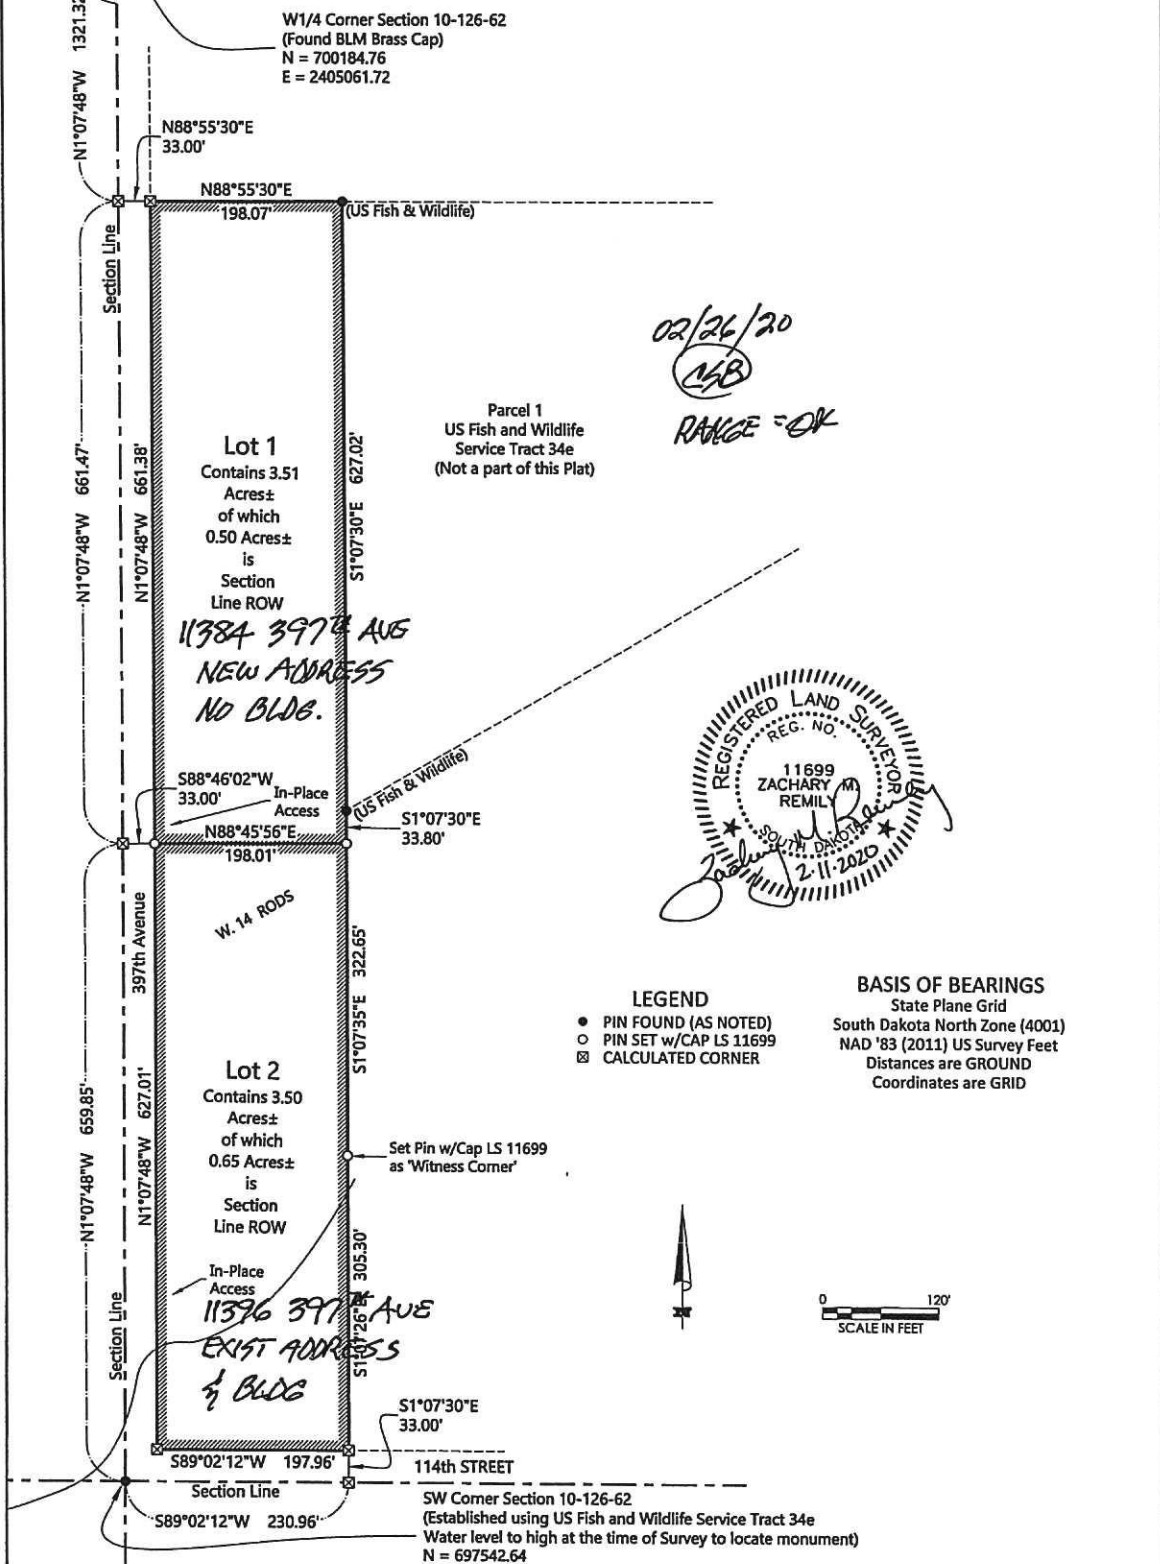 N1°07'48"W 1321.32
W1/4 Corner Section 10-126-62
(Found BLM Brass Cap)
N = 700184.76
E = 2405061.72
N88°55'30"E
33.00'
N88°55'30"E
198.07'
(US Fish & Wildlife)
Section Line
02/26/20
CSB
RANGE = OK
Parcel 1
US Fish and Wildlife
Service Tract 34e
(Not a part of this Plat)
N1°07'48"W 661.47'
N1°07'48"W 661.38'
Lot 1
Contains 3.51
Acres±
of which
0.50 Acres±
is
Section
Line ROW
S1°07'30"E 627.02'
11384 397TH AVE
NEW ADDRESS
NO BLDG.
S88°46'02"W
33.00'
In-Place
Access
(US Fish & Wildlife)
S1°07'30"E
33.80'
N88°45'56"E
198.01'
REGISTERED LAND SURVEYOR
REG. NO.
11699
ZACHARY M.
REMILY
SOUTH DAKOTA
2-11-2020
W. 14 RODS
397th Avenue
S1°07'35"E 322.65'
LEGEND
PIN FOUND (AS NOTED)
PIN SET w/CAP LS 11699
CALCULATED CORNER
BASIS OF BEARINGS
State Plane Grid
South Dakota North Zone (4001)
NAD '83 (2011) US Survey Feet
Distances are GROUND
Coordinates are GRID
N1°07'48"W 659.85'
N1°07'48"W 627.01'
Lot 2
Contains 3.50
Acres±
of which
0.65 Acres±
is
Section
Line ROW
Set Pin w/Cap LS 11699
as 'Witness Corner'
S1°07'26"E 305.30'
In-Place
Access
11396 397TH AVE
EXIST ADDRESS
& BLDG
Section Line
0 120'
SCALE IN FEET
S1°07'30"E
33.00'
S89°02'12"W 197.96'
114th STREET
Section Line
S89°02'12"W 230.96'
SW Corner Section 10-126-62
(Established using US Fish and Wildlife Service Tract 34e
Water level to high at the time of Survey to locate monument)
N = 697542.64